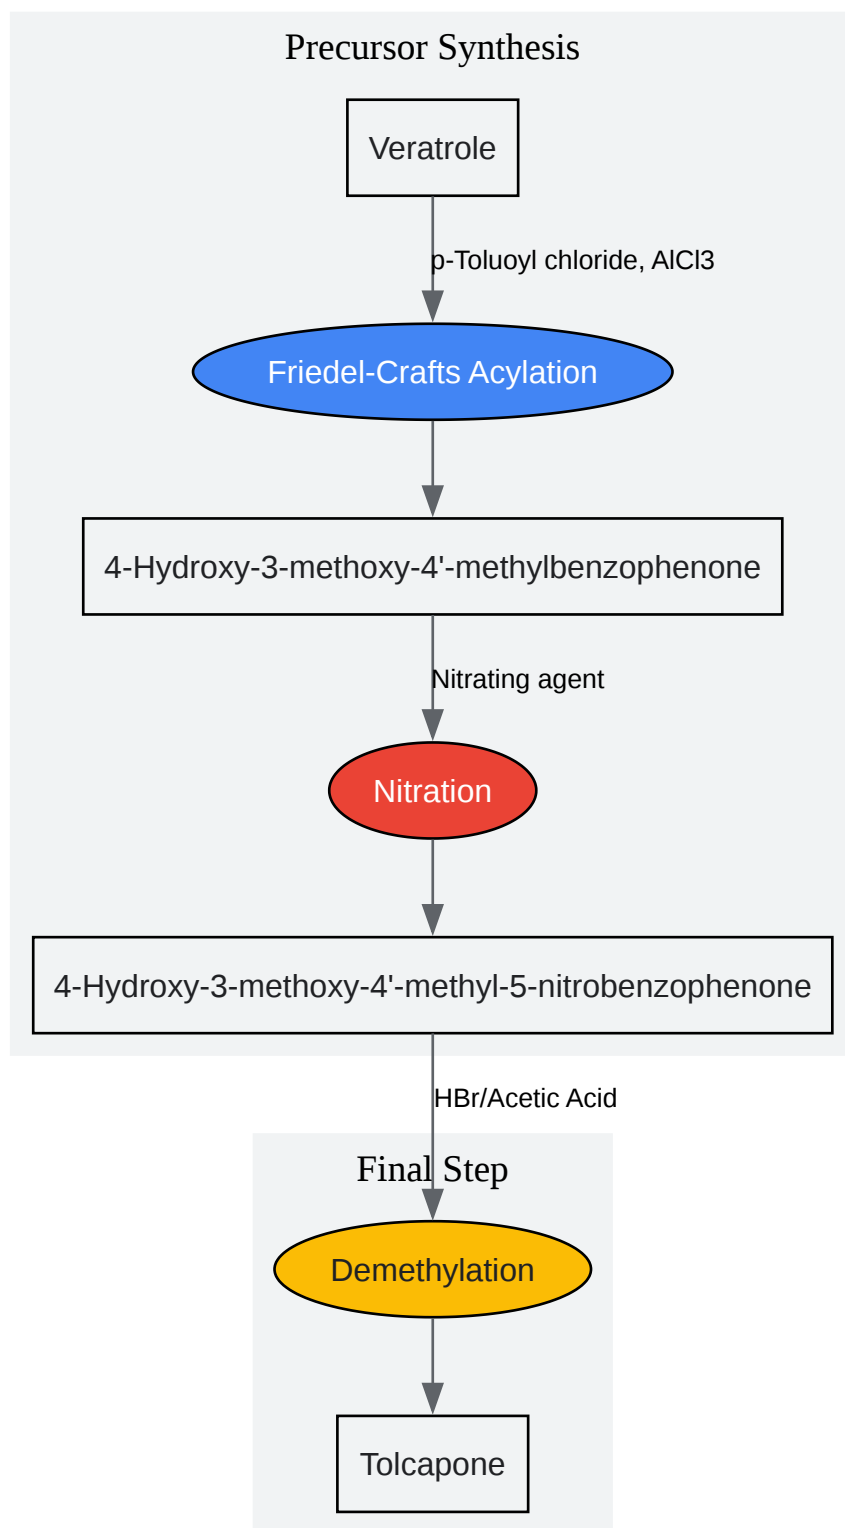 Precursor Synthesis
Veratrole
p-Toluoyl chloride, AlCl3
Friedel-Crafts Acylation
4-Hydroxy-3-methoxy-4'-methylbenzophenone
Nitrating agent
Nitration
4-Hydroxy-3-methoxy-4'-methyl-5-nitrobenzophenone
HBr/Acetic Acid
Final Step
Demethylation
Tolcapone